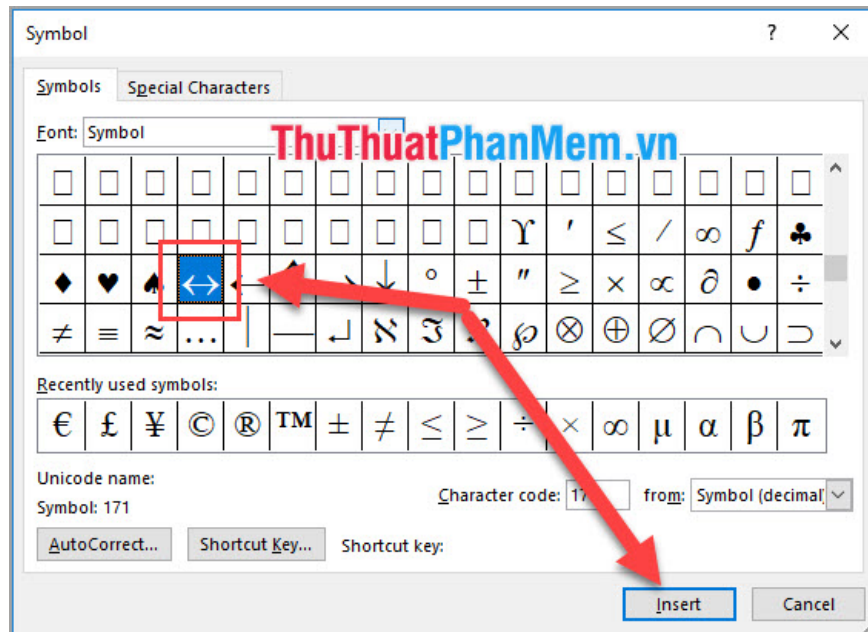 Symbol
Symbols Special Characters
Font: Symbol
ThuThuatPhanMem.vn
ϒ ′ ≤ ⁄ ∞ ƒ ♣
♦ ♥ ♠ ↔ ← ↓ ° ± ″ ≥ × ∝ ∂ • ÷
≠ ≡ ≈ … │ ─ ↵ ℵ ℑ ℘ ⊗ ⊕ ∅ ∩ ∪ ⊃
Recently used symbols:
€ £ ¥ © ® ™ ± ≠ ≤ ≥ ÷ × ∞ µ α β π
Unicode name:
Symbol: 171
Character code: from: Symbol (decimal)
AutoCorrect... Shortcut Key... Shortcut key:
Insert Cancel